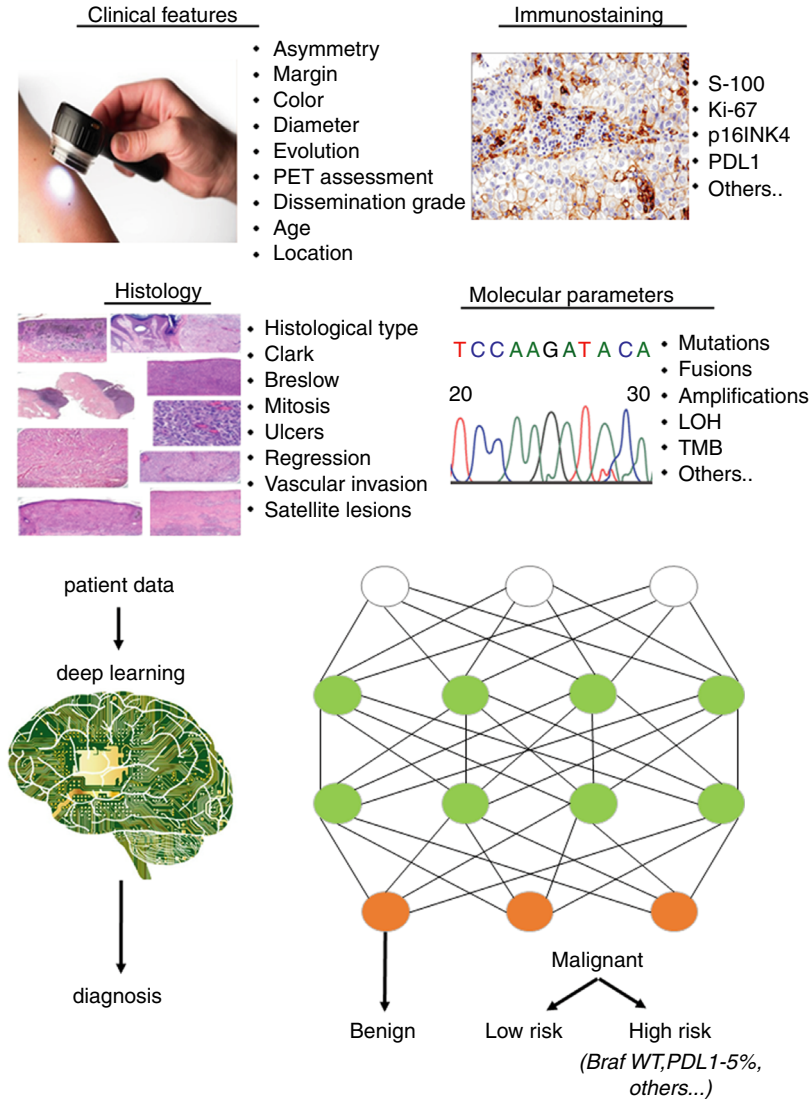 Clinical features
Asymmetry
Margin
Color
Diameter
Evolution
PET assessment
Dissemination grade
Age
Location
Immunostaining
S-100
Ki-67
p16INK4
PDL1
Others..
Histology
Histological type
Clark
Breslow
Mitosis
Ulcers
Regression
Vascular invasion
Satellite lesions
Molecular parameters
TCCAAGATACA
20 30
Mutations
Fusions
Amplifications
LOH
TMB
Others..
patient data
deep learning
diagnosis
Malignant
Benign
Low risk
High risk
(Braf WT,PDL1-5%,
others...)